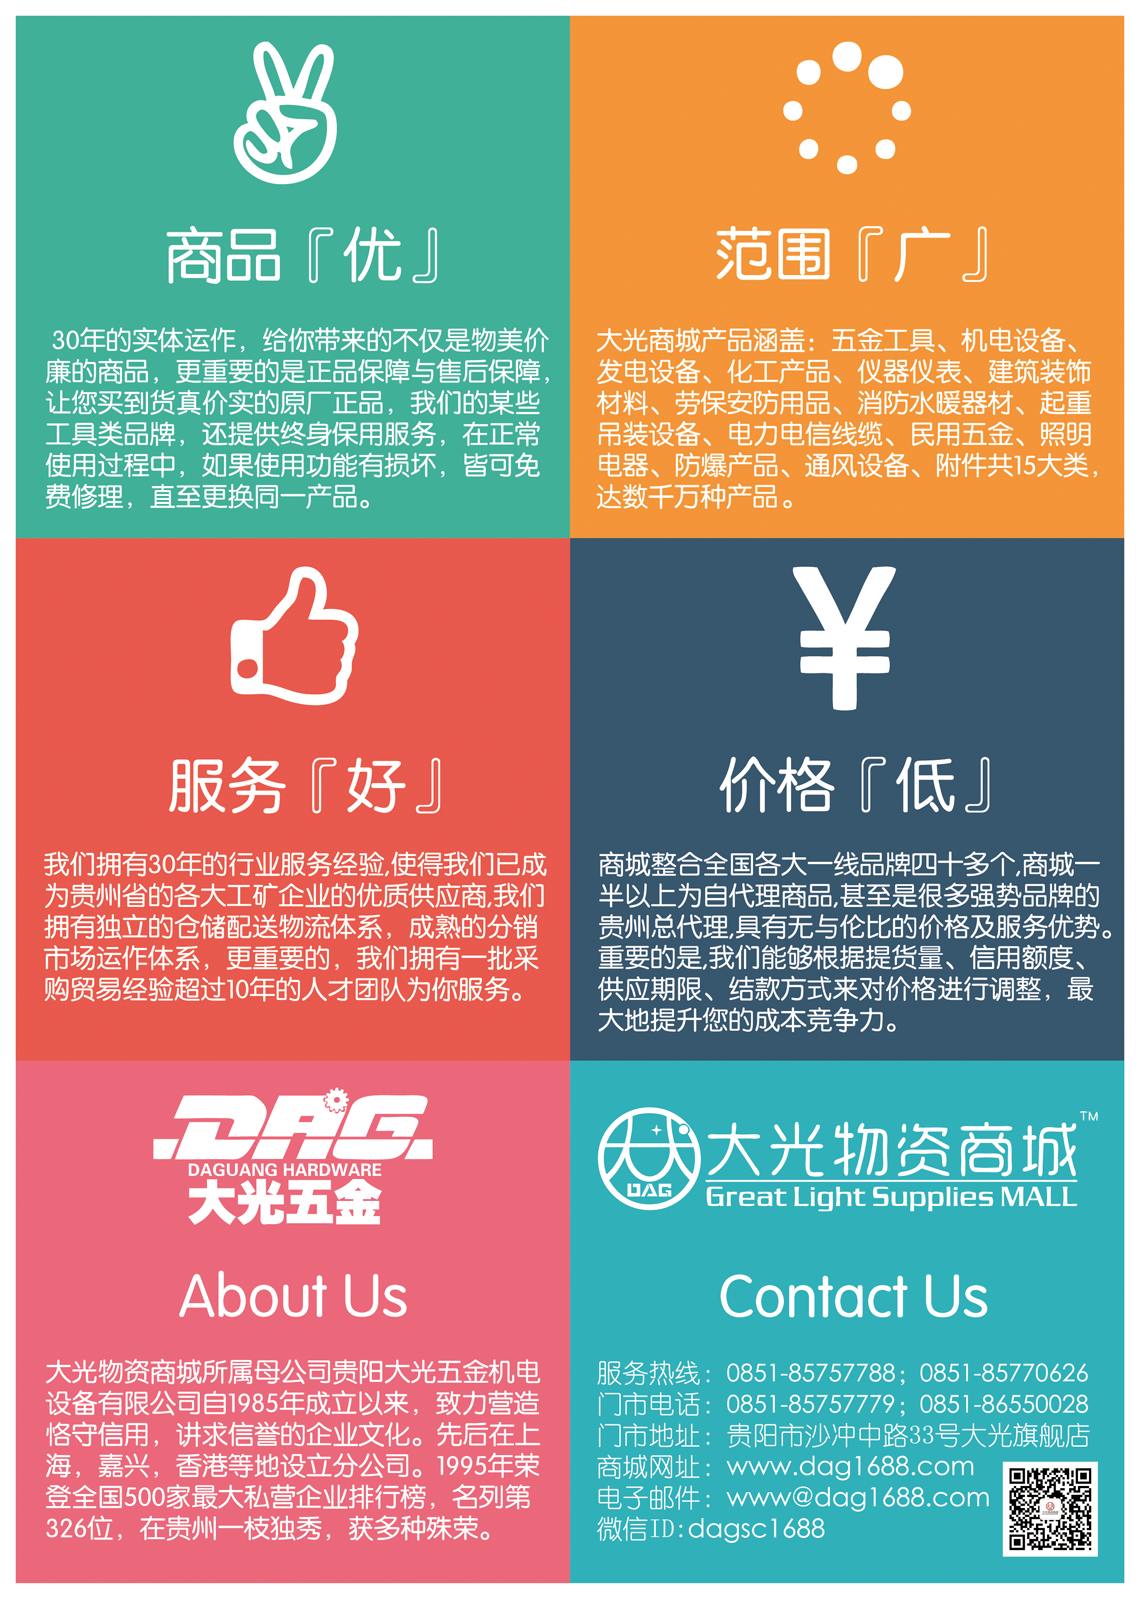 商品『优』
30年的实体运作，给你带来的不仅是物美价
廉的商品，更重要的是正品保障与售后保障，
让您买到货真价实的原厂正品，我们的某些
工具类品牌，还提供终身保用服务，在正常
使用过程中，如果使用功能有损坏，皆可免
费修理，直至更换同一产品。
范围『广』
大光商城产品涵盖：五金工具、机电设备、
发电设备、化工产品、仪器仪表、建筑装饰
材料、劳保安防用品、消防水暖器材、起重
吊装设备、电力电信线缆、民用五金、照明
电器、防爆产品、通风设备、附件共15大类，
达数千万种产品。
服务『好』
我们拥有30年的行业服务经验,使得我们已成
为贵州省的各大工矿企业的优质供应商,我们
拥有独立的仓储配送物流体系，成熟的分销
市场运作体系，更重要的，我们拥有一批采
购贸易经验超过10年的人才团队为你服务。
¥
价格『低』
商城整合全国各大一线品牌四十多个,商城一
半以上为自代理商品,甚至是很多强势品牌的
贵州总代理,具有无与伦比的价格及服务优势。
重要的是,我们能够根据提货量、信用额度、
供应期限、结款方式来对价格进行调整，最
大地提升您的成本竞争力。
DAG
DAGUANG HARDWARE
大光五金
About Us
大光物资商城所属母公司贵阳大光五金机电
设备有限公司自1985年成立以来，致力营造
恪守信用，讲求信誉的企业文化。先后在上
海，嘉兴，香港等地设立分公司。1995年荣
登全国500家最大私营企业排行榜，名列第
326位，在贵州一枝独秀，获多种殊荣。
DAG
大光物资商城™
Great Light Supplies MALL
Contact Us
服务热线：0851-85757788；0851-85770626
门市电话：0851-85757779；0851-86550028
门市地址：贵阳市沙冲中路33号大光旗舰店
商城网址：www.dag1688.com
电子邮件：www@dag1688.com
微信ID:dagsc1688